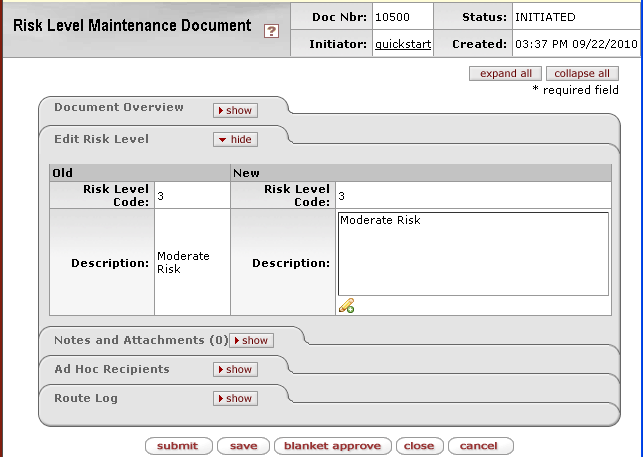 Risk Level Maintenance Document ?
Doc Nbr: 10500 Status: INITIATED
Initiator: quickstart Created: 03:37 PM 09/22/2010
expand all collapse all
* required field
Document Overview show
Edit Risk Level hide
Old New
Risk Level Code: 3 Risk Level Code: 3
Description: Moderate Risk Description: Moderate Risk
Notes and Attachments (0) show
Ad Hoc Recipients show
Route Log show
submit save blanket approve close cancel